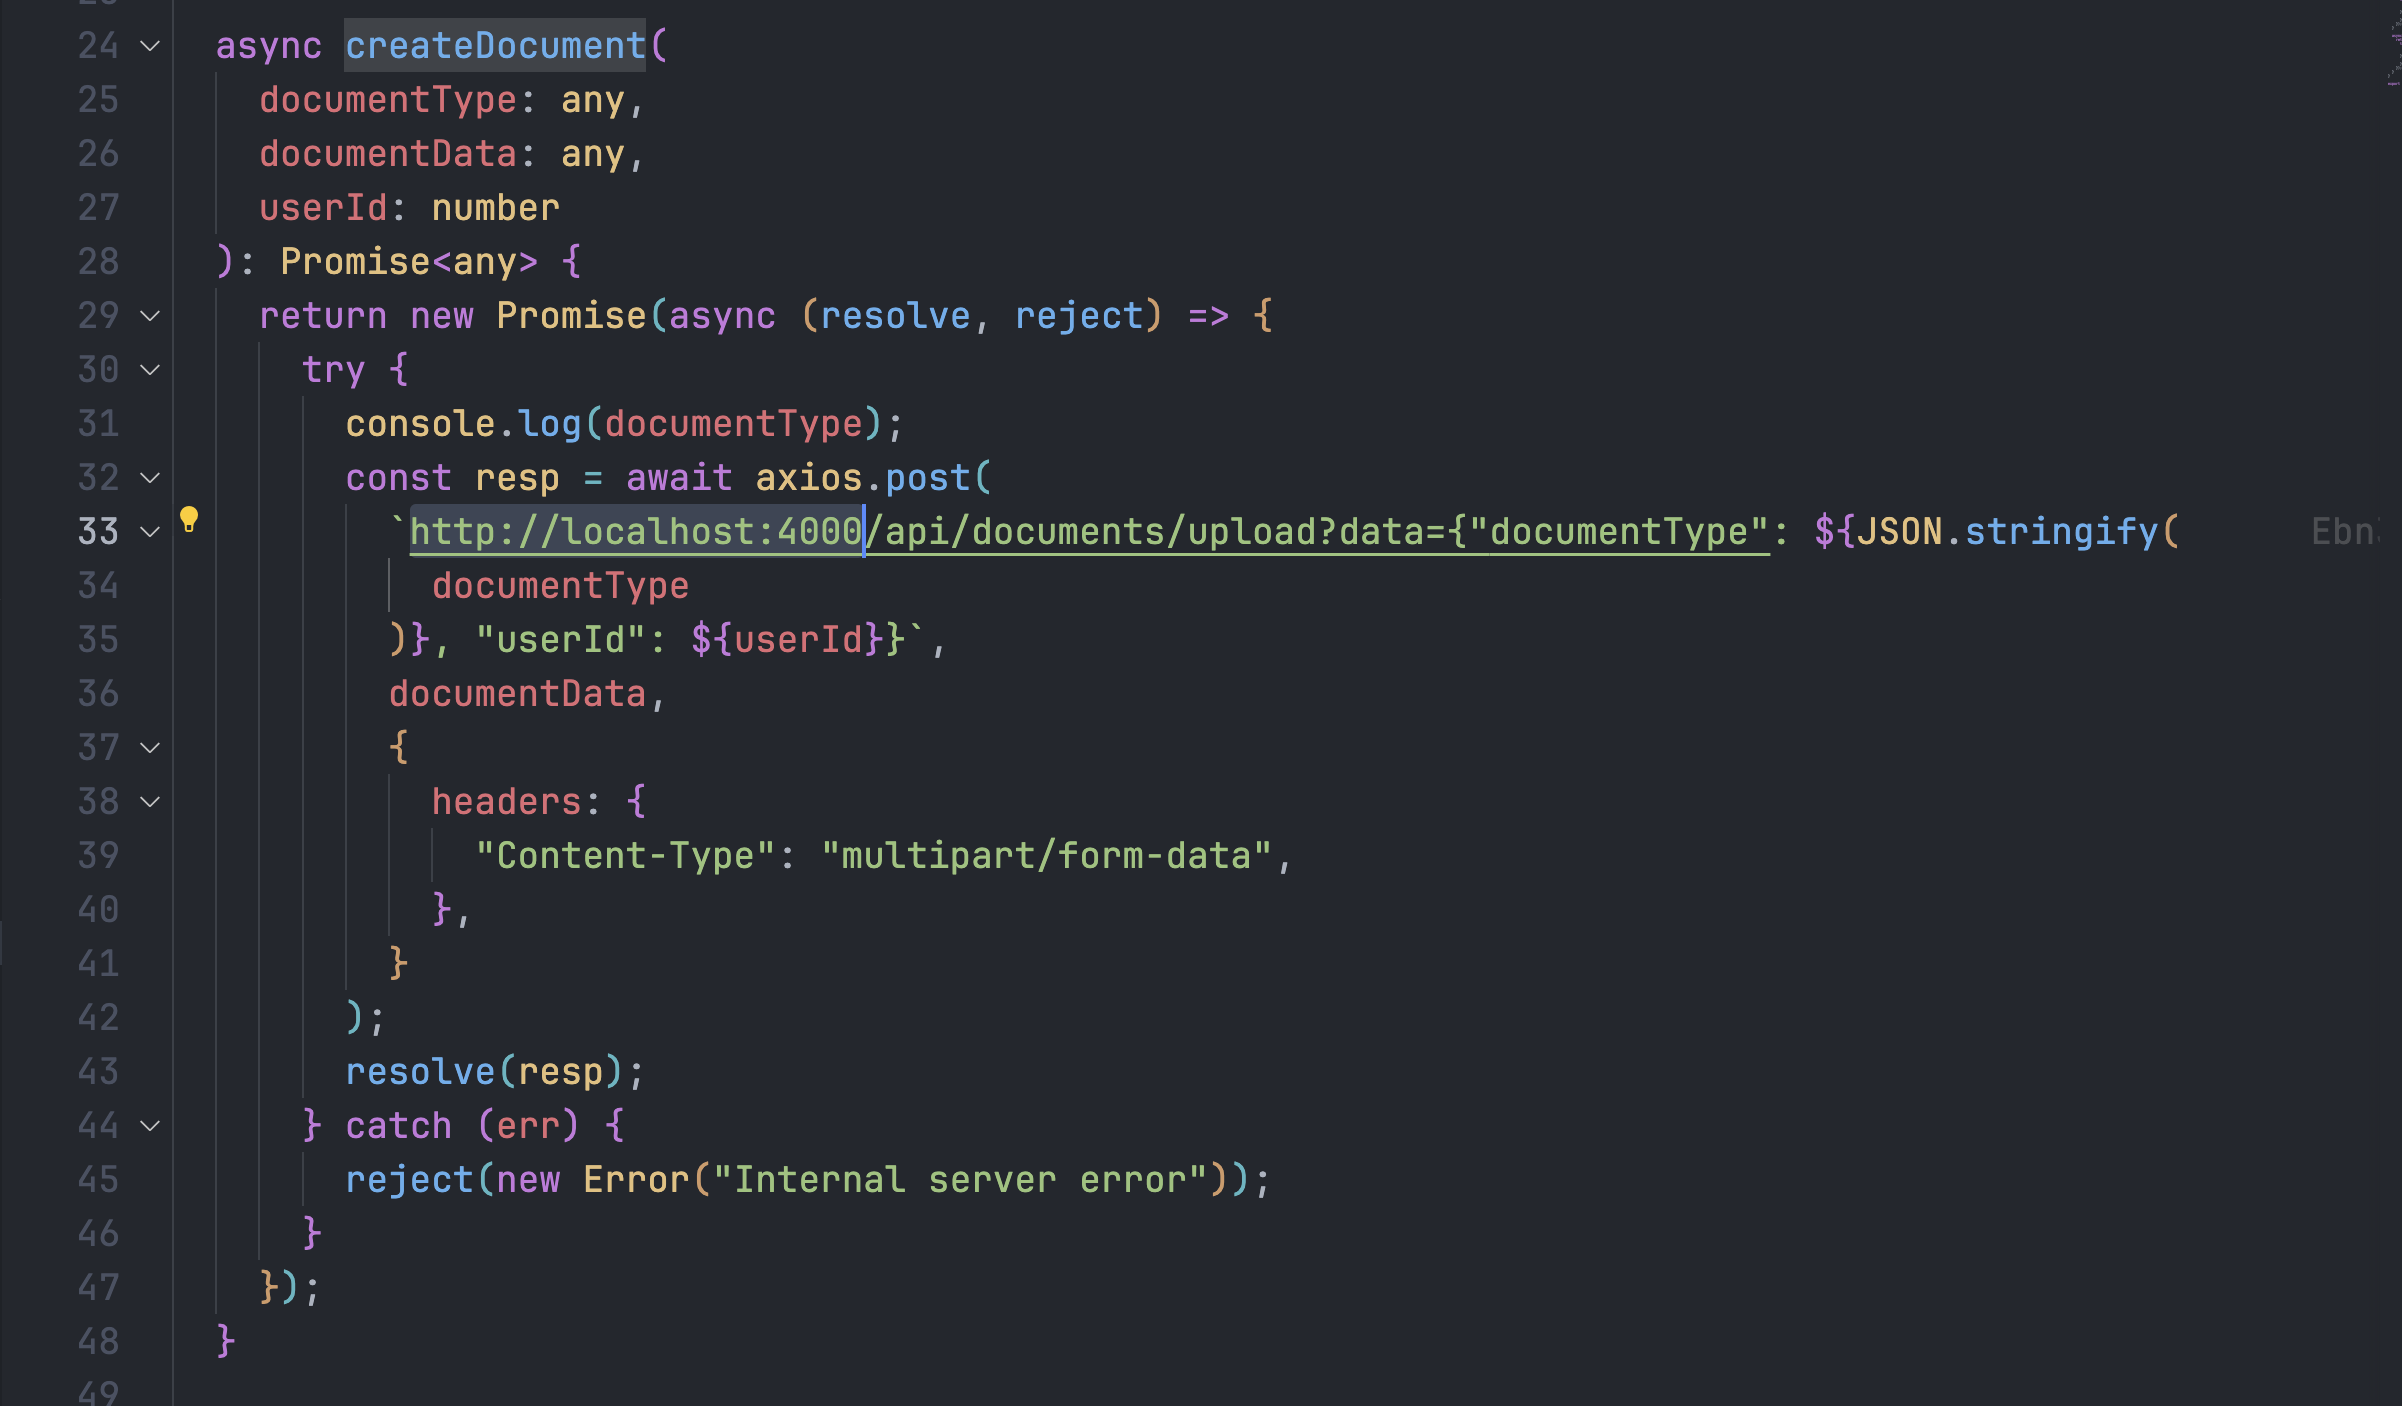 24 async createDocument(
25 documentType: any,
26 documentData: any,
27 userId: number
28 ): Promise<any> {
29 return new Promise(async (resolve, reject) => {
30 try {
31 console.log(documentType);
32 const resp = await axios.post(
33 `http://localhost:4000/api/documents/upload?data={"documentType": ${JSON.stringify(
34 documentType
35 )}, "userId": ${userId}}`,
36 documentData,
37 {
38 headers: {
39 "Content-Type": "multipart/form-data",
40 },
41 }
42 );
43 resolve(resp);
44 } catch (err) {
45 reject(new Error("Internal server error"));
46 }
47 });
48 }
49